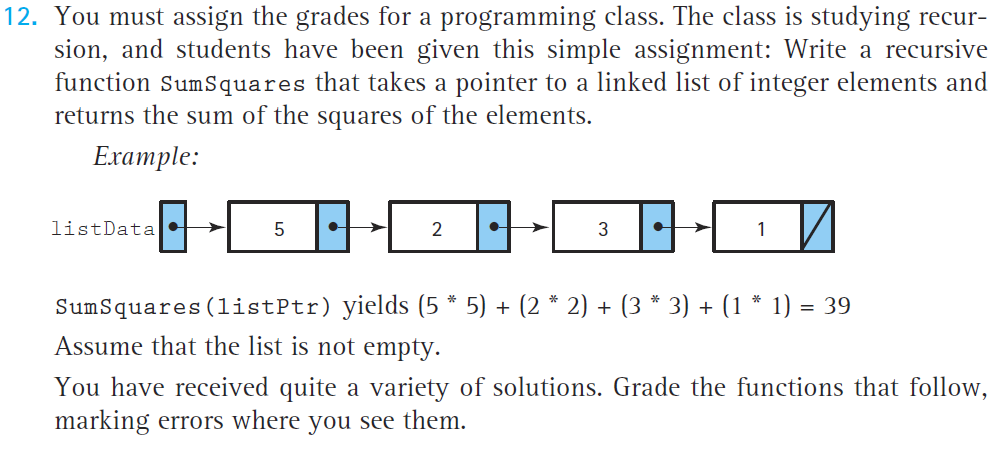 12. You must assign the grades for a programming class. The class is studying recur-
sion, and students have been given this simple assignment: Write a recursive
function SumSquares that takes a pointer to a linked list of integer elements and
returns the sum of the squares of the elements.
Example:
listData 5 2 3 1
SumSquares(listPtr) yields (5 * 5) + (2 * 2) + (3 * 3) + (1 * 1) = 39
Assume that the list is not empty.
You have received quite a variety of solutions. Grade the functions that follow,
marking errors where you see them.